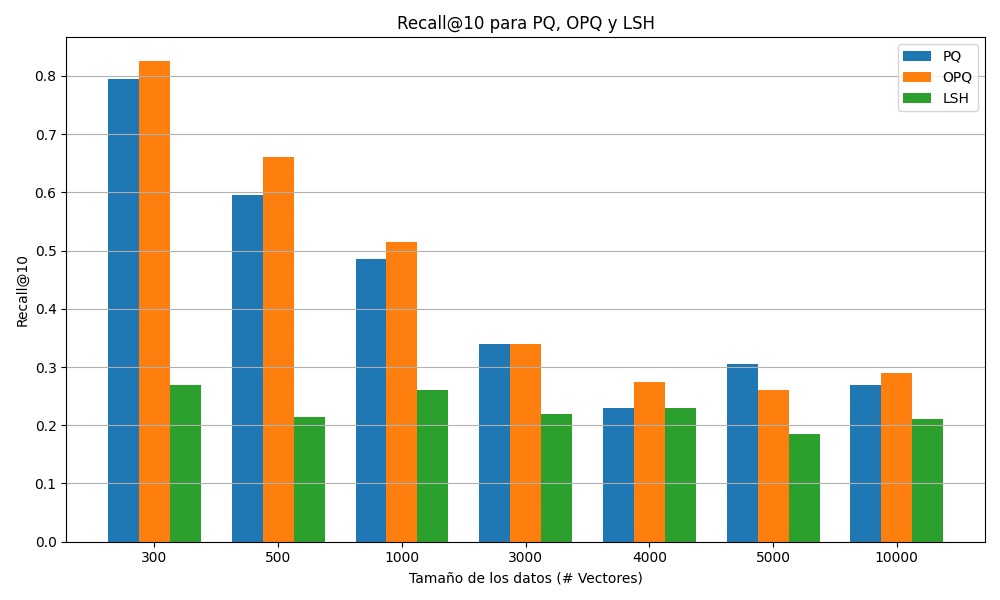 Recall@10 para PQ, OPQ y LSH
PQ
OPQ
LSH
Recall@10
0.8
0.7
0.6
0.5
0.4
0.3
0.2
0.1
0.0
300 500 1000 3000 4000 5000 10000
Tamaño de los datos (# Vectores)